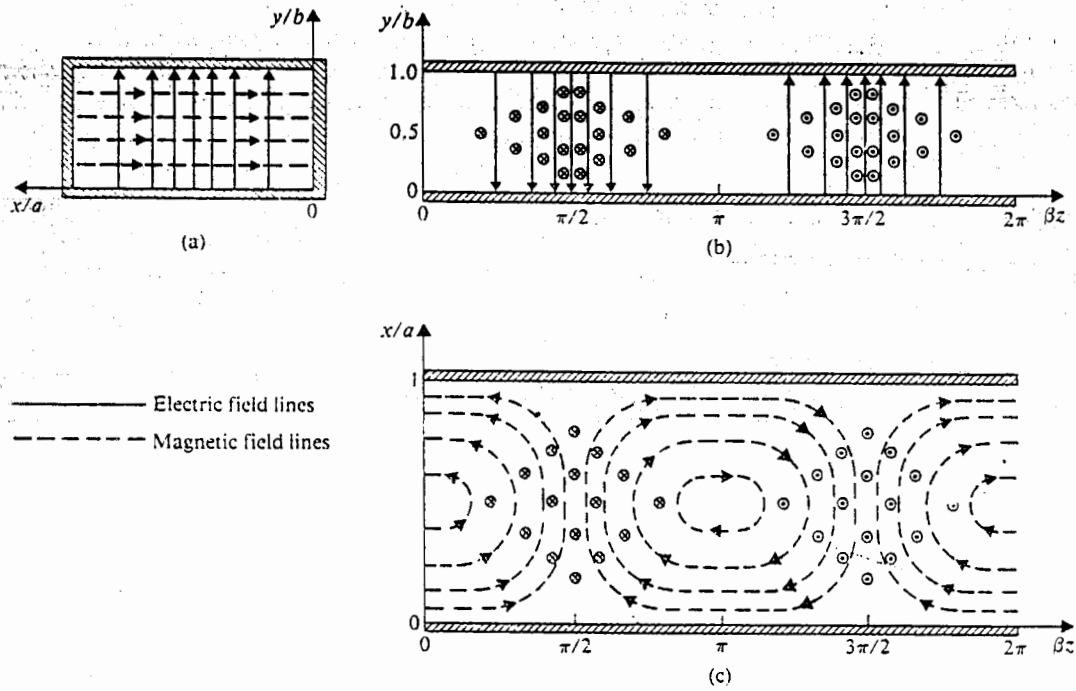 y/b
x/a
0
(a)
y/b
1.0
0.5
0
0
π/2
π
3π/2
2π
βz
(b)
Electric field lines
Magnetic field lines
x/a
1
0
0
π/2
π
3π/2
2π
βz
(c)